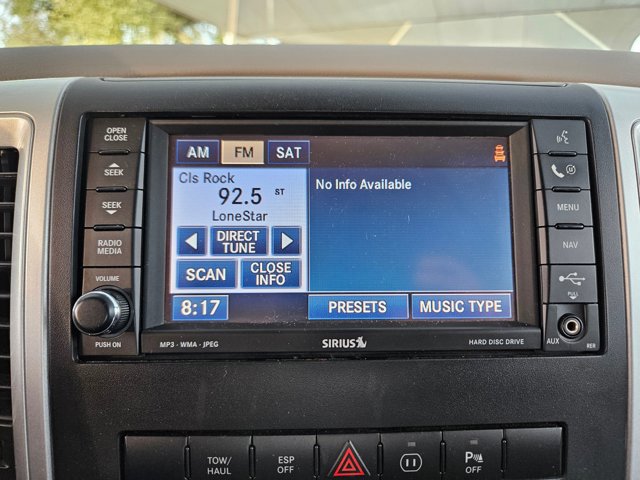 OPEN
CLOSE
SEEK
SEEK
RADIO
MEDIA
VOLUME
PUSH ON
AM FM SAT
Cls Rock
92.5 ST
LoneStar
DIRECT
TUNE
SCAN
CLOSE
INFO
8:17
No Info Available
PRESETS
MUSIC TYPE
MENU
NAV
PULL
AUX
RER
MP3 • WMA • JPEG
SIRIUS
HARD DISC DRIVE
TOW/
HAUL
ESP
OFF
P
OFF